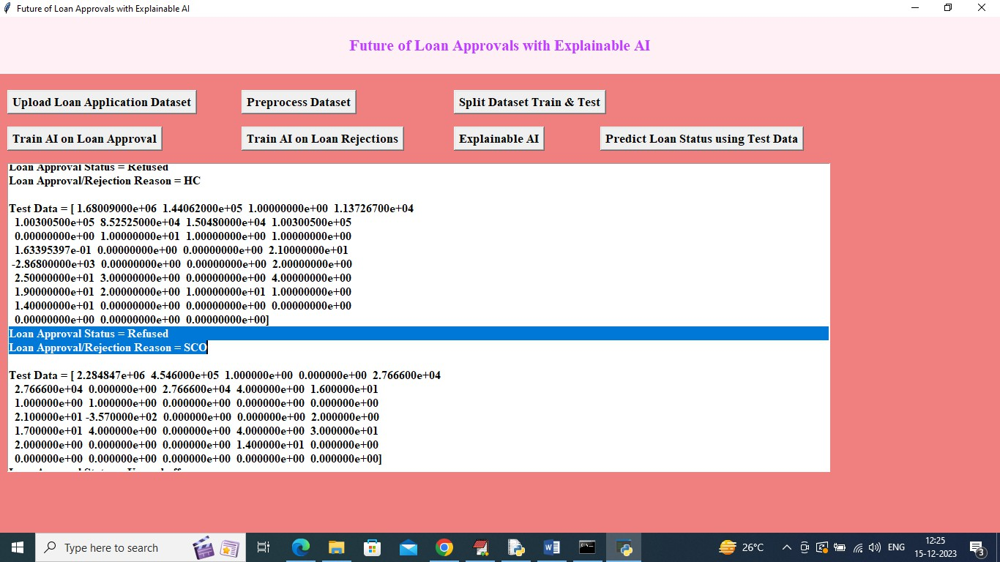 Future of Loan Approvals with Explainable AI
Future of Loan Approvals with Explainable AI
Upload Loan Application Dataset
Preprocess Dataset
Split Dataset Train & Test
Train AI on Loan Approval
Train AI on Loan Rejections
Explainable AI
Predict Loan Status using Test Data
Loan Approval Status = Refused
Loan Approval/Rejection Reason = HC
Test Data = [ 1.68009000e+06 1.44062000e+05 1.00000000e+00 1.13726700e+04
1.00300500e+05 8.52525000e+04 1.50480000e+04 1.00300500e+05
0.00000000e+00 1.00000000e+01 1.00000000e+00 1.00000000e+00
1.63395397e-01 0.00000000e+00 0.00000000e+00 2.10000000e+01
-2.86800000e+03 0.00000000e+00 0.00000000e+00 2.00000000e+00
2.50000000e+01 3.00000000e+00 0.00000000e+00 4.00000000e+00
1.90000000e+01 2.00000000e+00 1.00000000e+01 1.00000000e+00
1.40000000e+01 0.00000000e+00 0.00000000e+00 0.00000000e+00
0.00000000e+00 0.00000000e+00 0.00000000e+00]
Loan Approval Status = Refused
Loan Approval/Rejection Reason = SCO
Test Data = [ 2.284847e+06 4.546000e+05 1.000000e+00 0.000000e+00 2.766600e+04
2.766600e+04 0.000000e+00 2.766600e+04 4.000000e+00 1.600000e+01
1.000000e+00 1.000000e+00 0.000000e+00 0.000000e+00 0.000000e+00
2.100000e+01 -3.570000e+02 0.000000e+00 0.000000e+00 2.000000e+00
1.700000e+01 4.000000e+00 0.000000e+00 4.000000e+00 3.000000e+01
2.000000e+00 0.000000e+00 0.000000e+00 1.400000e+01 0.000000e+00
0.000000e+00 0.000000e+00 0.000000e+00 0.000000e+00 0.000000e+00]
Type here to search
26°C
ENG
12:25
15-12-2023
3